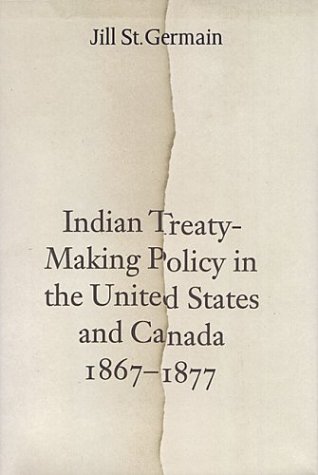 Jill St. Germain
Indian Treaty-
Making Policy in
the United States
and Canada
1867–1877